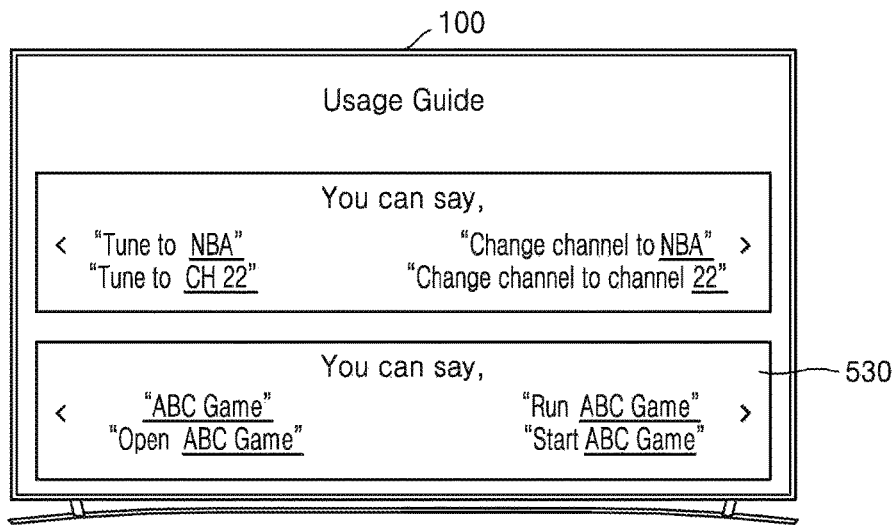 100
Usage Guide
You can say,
< “Tune to NBA” “Change channel to NBA” >
“Tune to CH 22” “Change channel to channel 22”
You can say,
530
< “ABC Game” “Run ABC Game” >
“Open ABC Game” “Start ABC Game”